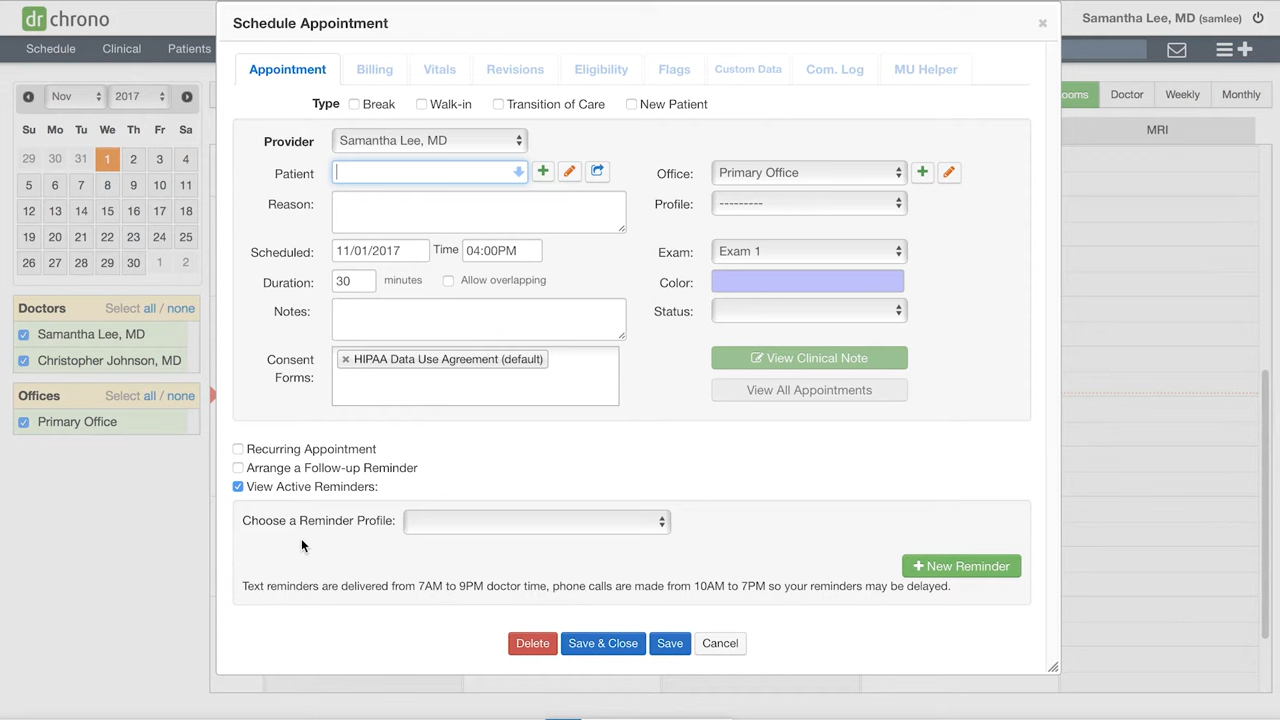 dr chrono
Samantha Lee, MD (samlee)
Schedule Clinical Patients
Schedule Appointment
Appointment Billing Vitals Revisions Eligibility Flags Custom Data Com. Log MU Helper
Type Break Walk-in Transition of Care New Patient
Provider Samantha Lee, MD
Patient
Office: Primary Office
Reason:
Profile: ---------
Scheduled: 11/01/2017 Time 04:00PM
Exam: Exam 1
Duration: 30 minutes Allow overlapping
Color:
Notes:
Status:
Consent Forms:
HIPAA Data Use Agreement (default)
View Clinical Note
View All Appointments
Recurring Appointment
Arrange a Follow-up Reminder
View Active Reminders:
Choose a Reminder Profile:
New Reminder
Text reminders are delivered from 7AM to 9PM doctor time, phone calls are made from 10AM to 7PM so your reminders may be delayed.
Delete Save & Close Save Cancel
Nov 2017
Su Mo Tu We Th Fr Sa
29 30 31 1 2 3 4
5 6 7 8 9 10 11
12 13 14 15 16 17 18
19 20 21 22 23 24 25
26 27 28 29 30 1 2
Doctors Select all / none
Samantha Lee, MD
Christopher Johnson, MD
Offices Select all / none
Primary Office
Doctor Weekly Monthly
MRI